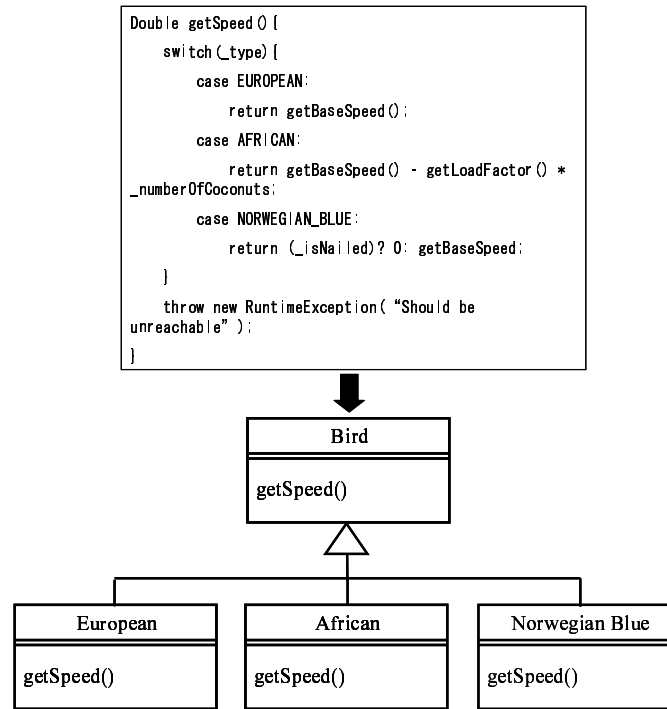 Double getSpeed(){
switch(_type){
case EUROPEAN:
return getBaseSpeed();
case AFRICAN:
return getBaseSpeed() - getLoadFactor() *
_numberOfCoconuts;
case NORWEGIAN_BLUE:
return (_isNailed)? 0: getBaseSpeed;
}
throw new RuntimeException( “Should be
unreachable” );
}
Bird
getSpeed()
European
African
Norwegian Blue
getSpeed()
getSpeed()
getSpeed()